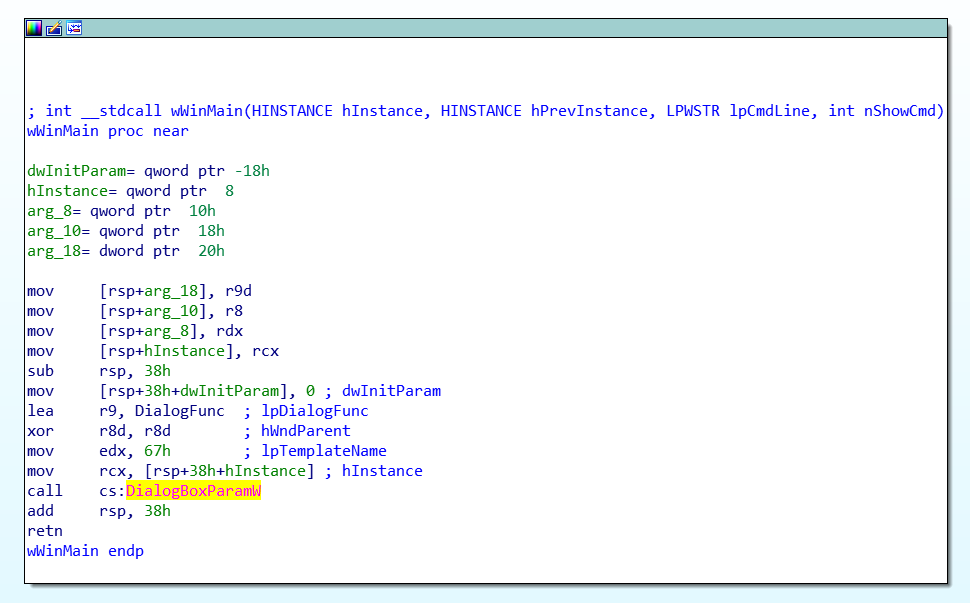 ; int __stdcall wWinMain(HINSTANCE hInstance, HINSTANCE hPrevInstance, LPWSTR lpCmdLine, int nShowCmd)
wWinMain proc near
dwInitParam= qword ptr -18h
hInstance= qword ptr  8
arg_8= qword ptr  10h
arg_10= qword ptr  18h
arg_18= dword ptr  20h
mov     [rsp+arg_18], r9d
mov     [rsp+arg_10], r8
mov     [rsp+arg_8], rdx
mov     [rsp+hInstance], rcx
sub     rsp, 38h
mov     [rsp+38h+dwInitParam], 0 ; dwInitParam
lea     r9, DialogFunc  ; lpDialogFunc
xor     r8d, r8d        ; hWndParent
mov     edx, 67h        ; lpTemplateName
mov     rcx, [rsp+38h+hInstance] ; hInstance
call    cs:DialogBoxParamW
add     rsp, 38h
retn
wWinMain endp